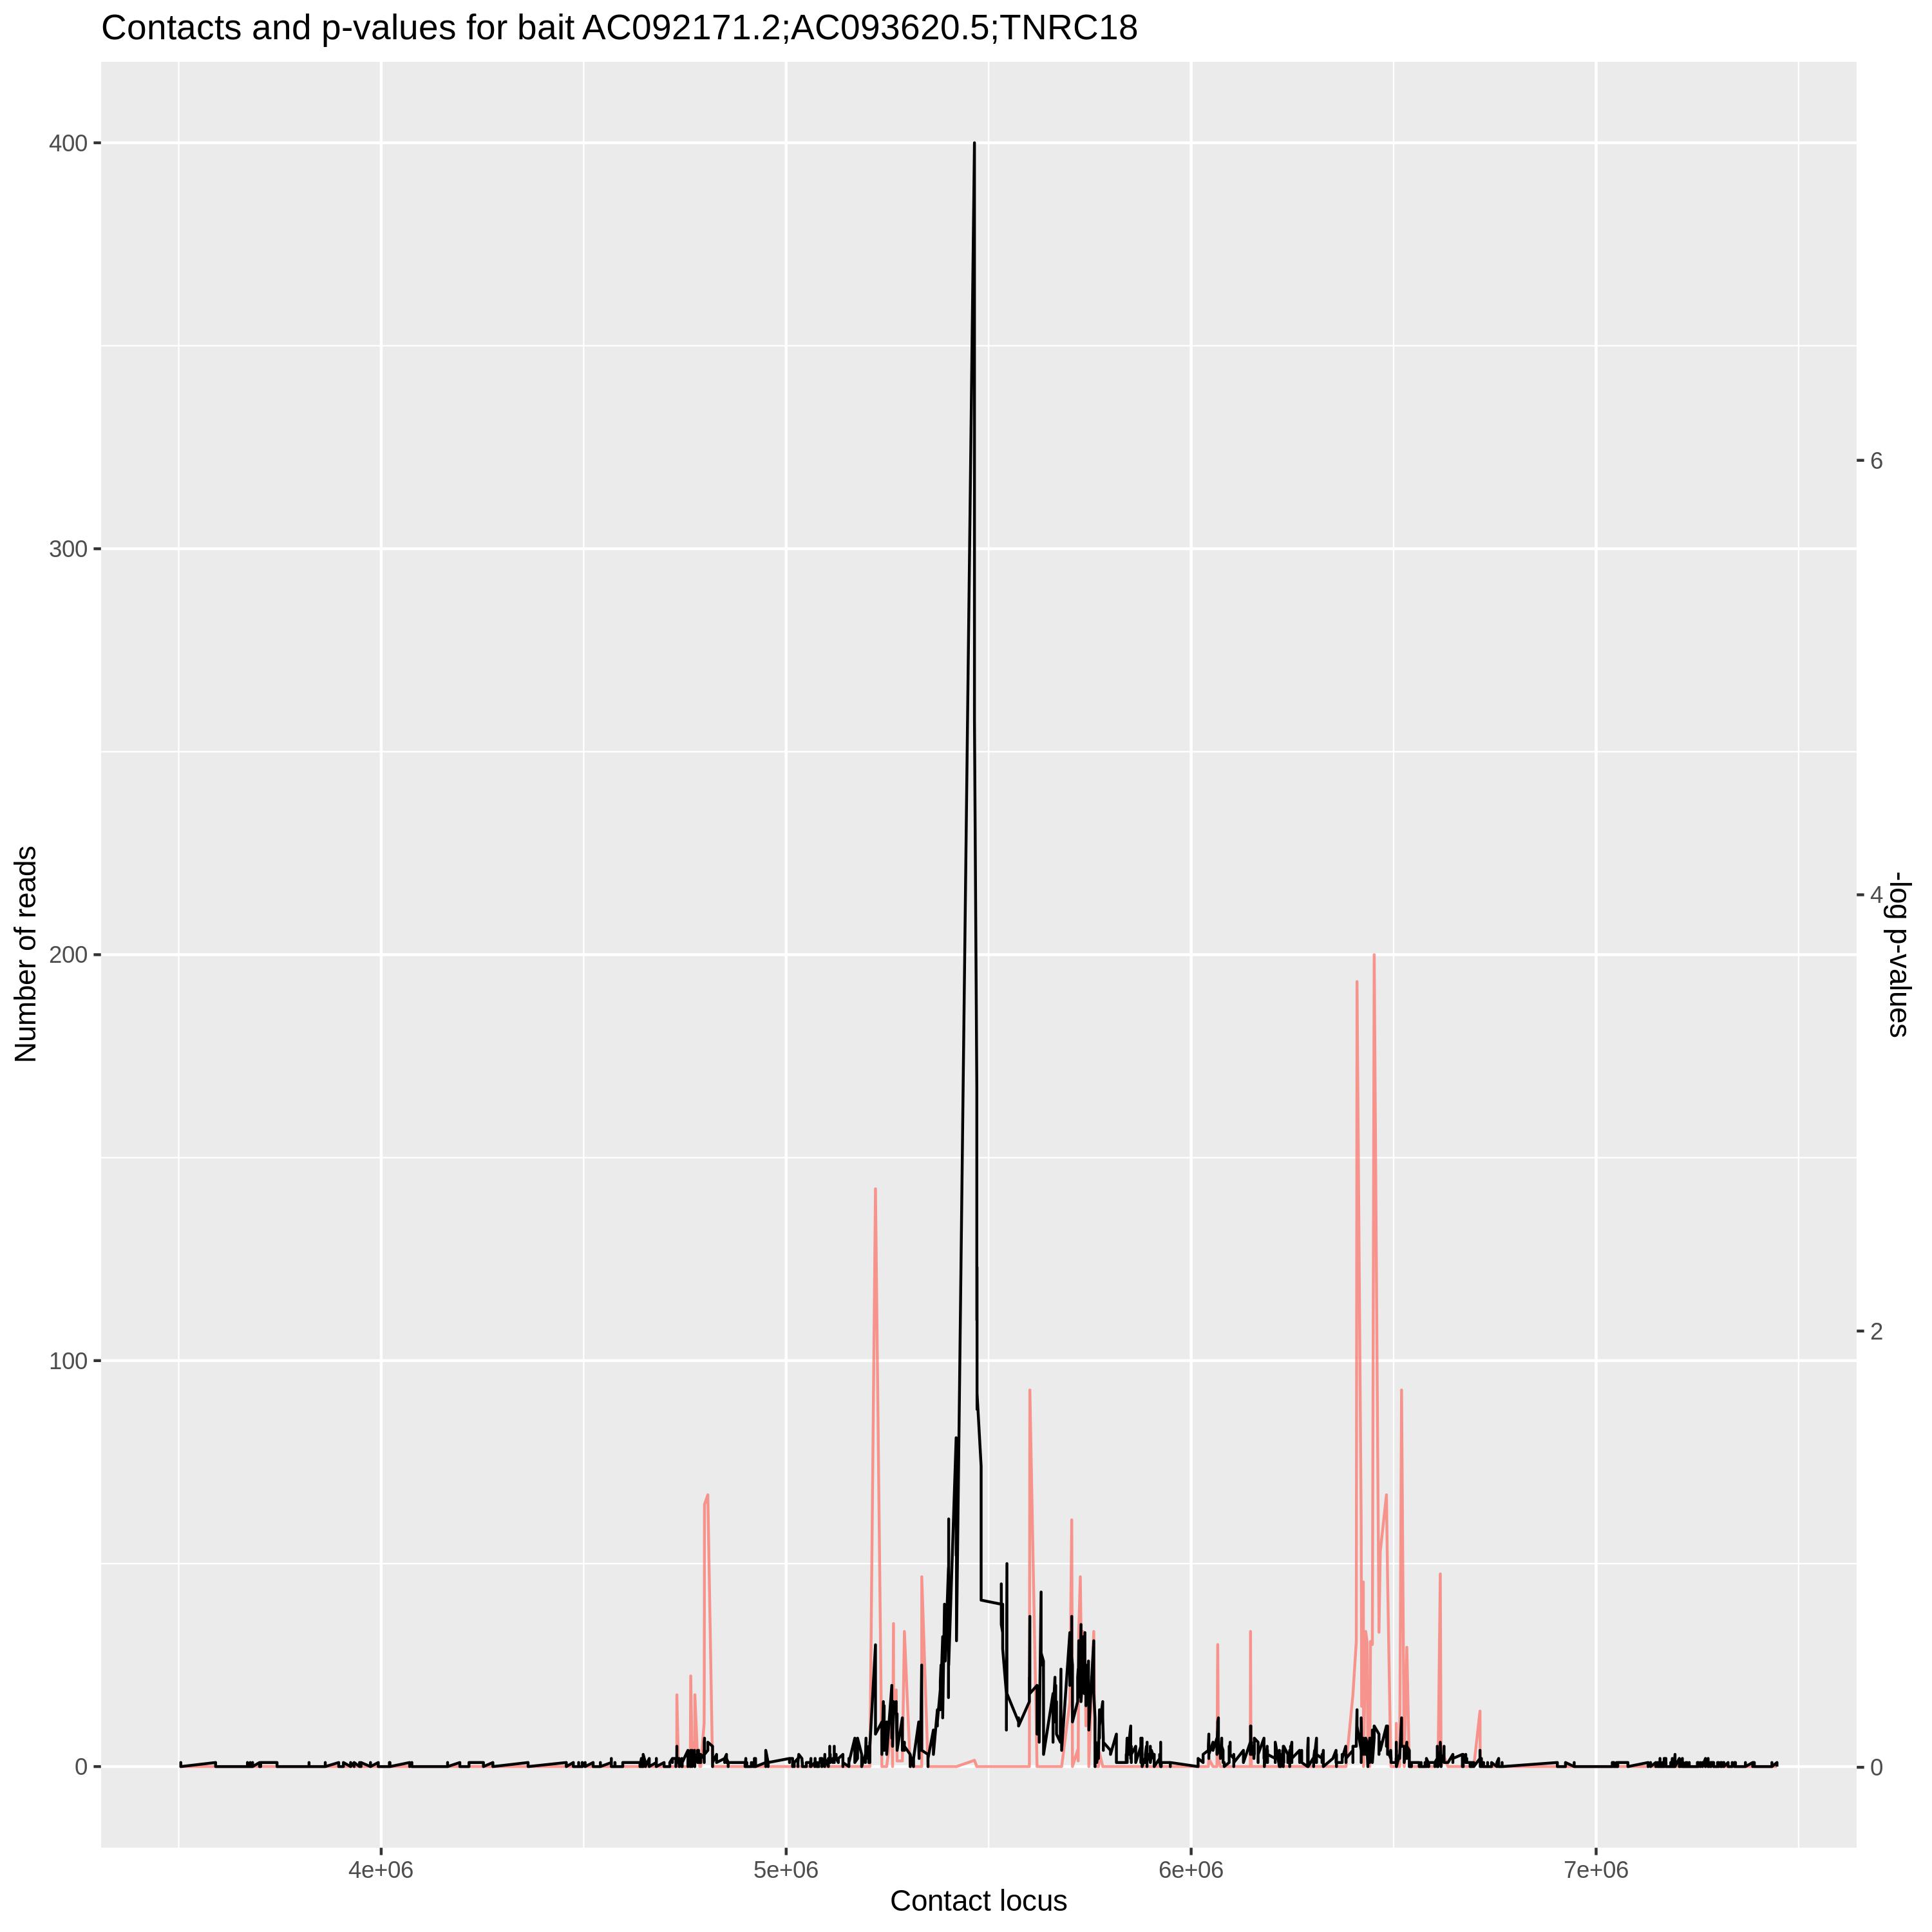 Contacts and p-values for bait AC092171.2;AC093620.5;TNRC18
400
300
200
100
0
Number of reads
6
4
2
0
-log p-values
4e+06
5e+06
6e+06
7e+06
Contact locus